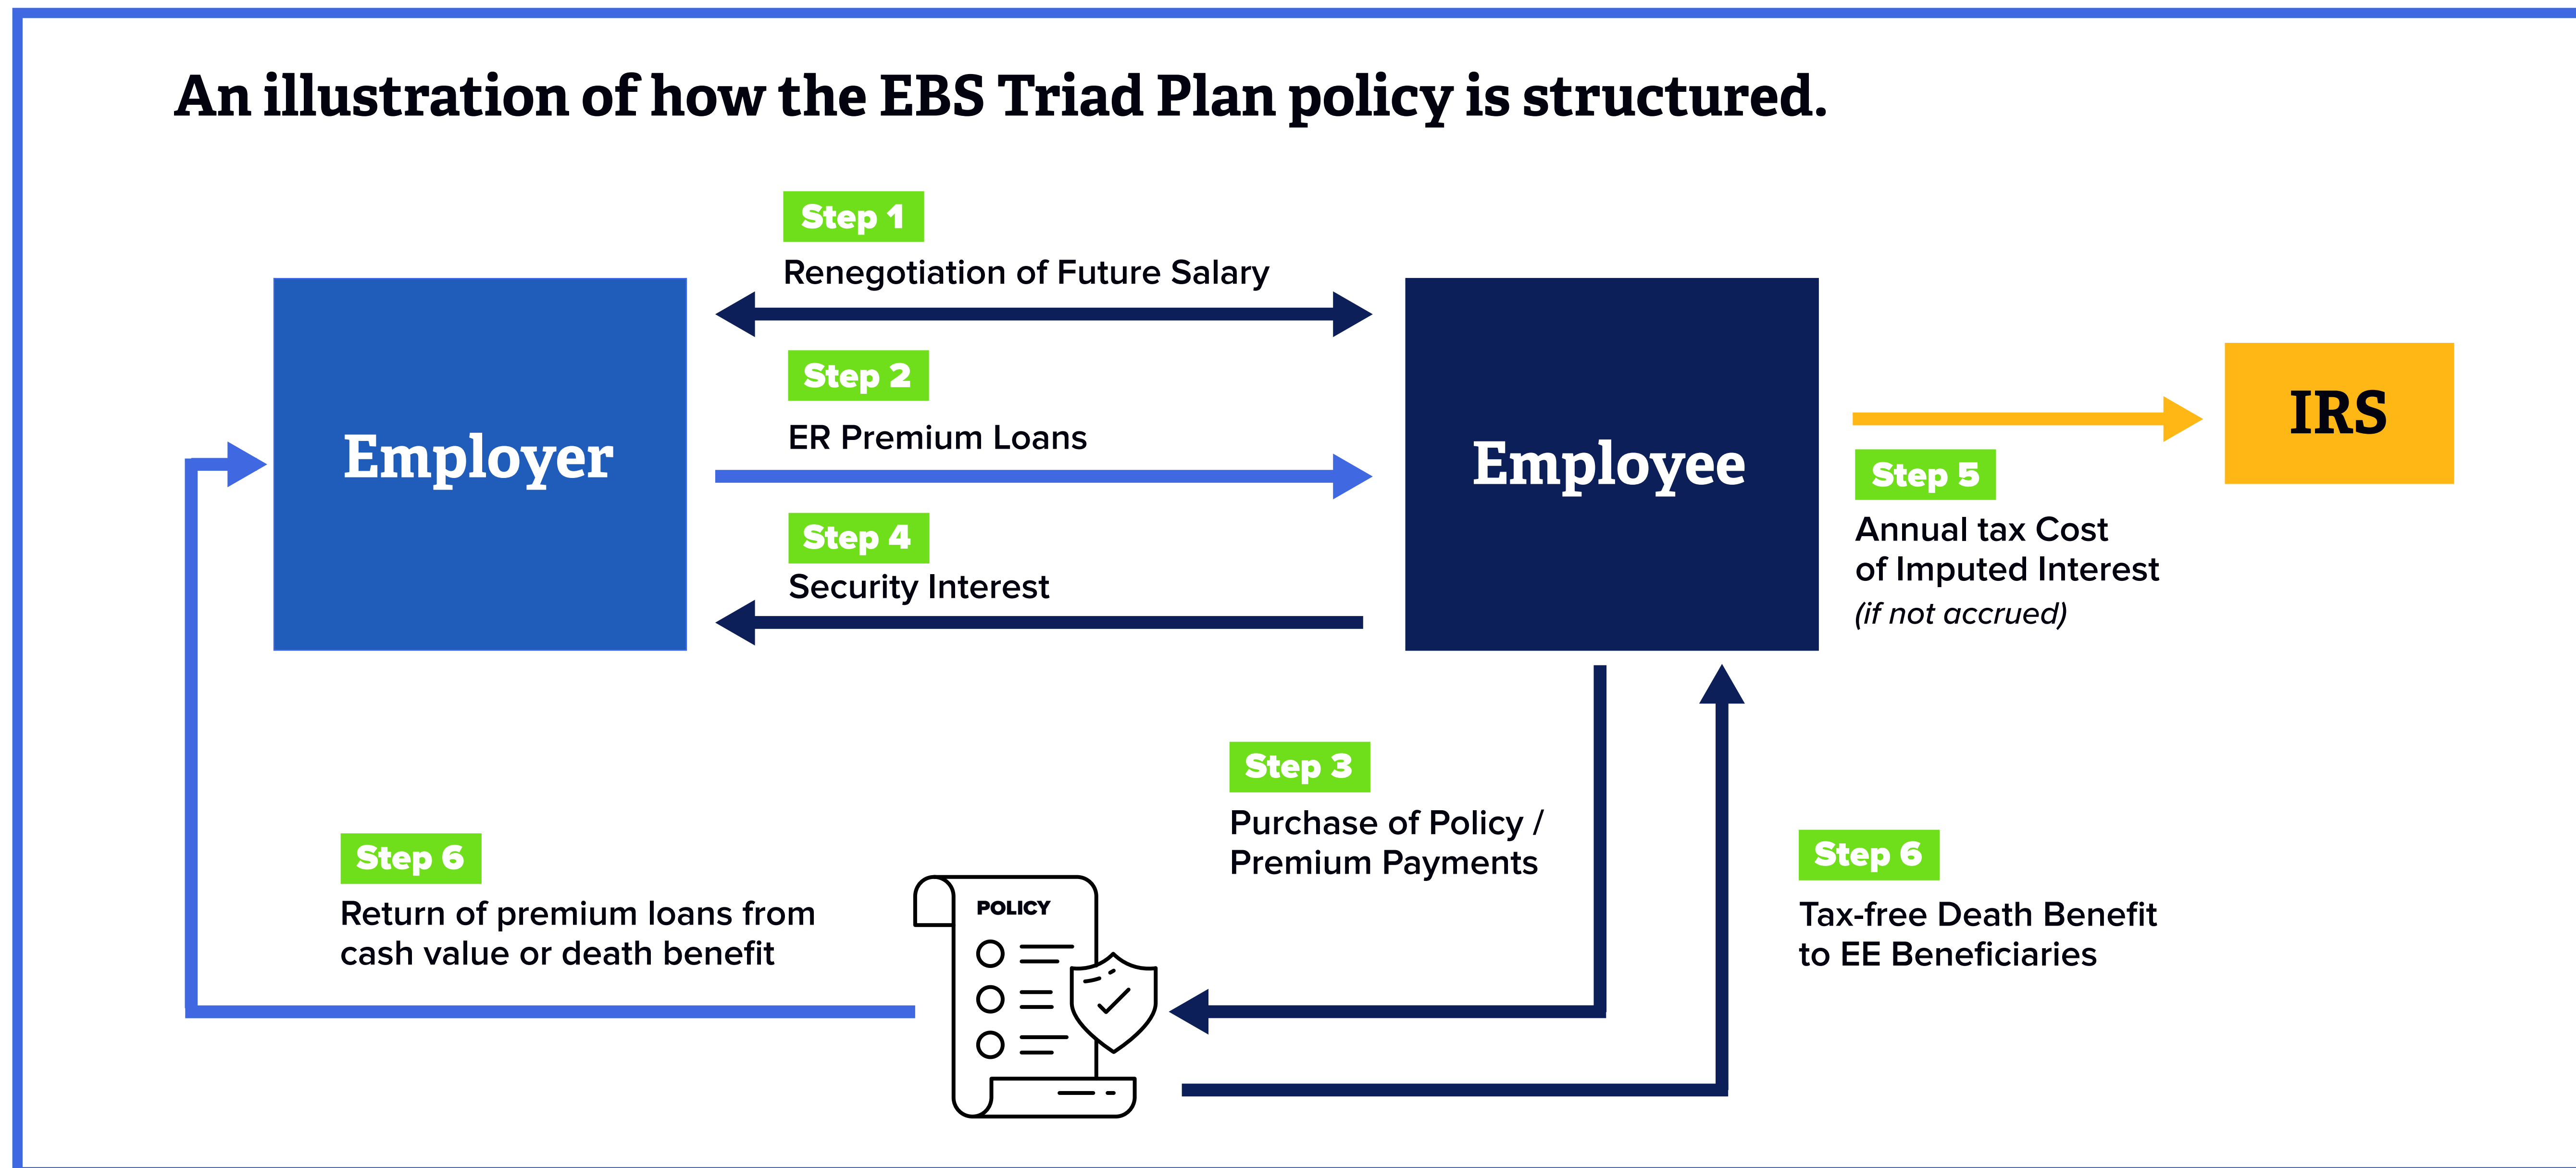 An illustration of how the EBS Triad Plan policy is structured.
Step 1
Renegotiation of Future Salary
Step 2
ER Premium Loans
Step 4
Security Interest
Employer
Employee
IRS
Step 5
Annual tax Cost
of Imputed Interest
(if not accrued)
Step 3
Purchase of Policy /
Premium Payments
Step 6
Return of premium loans from
cash value or death benefit
POLICY
Step 6
Tax-free Death Benefit
to EE Beneficiaries